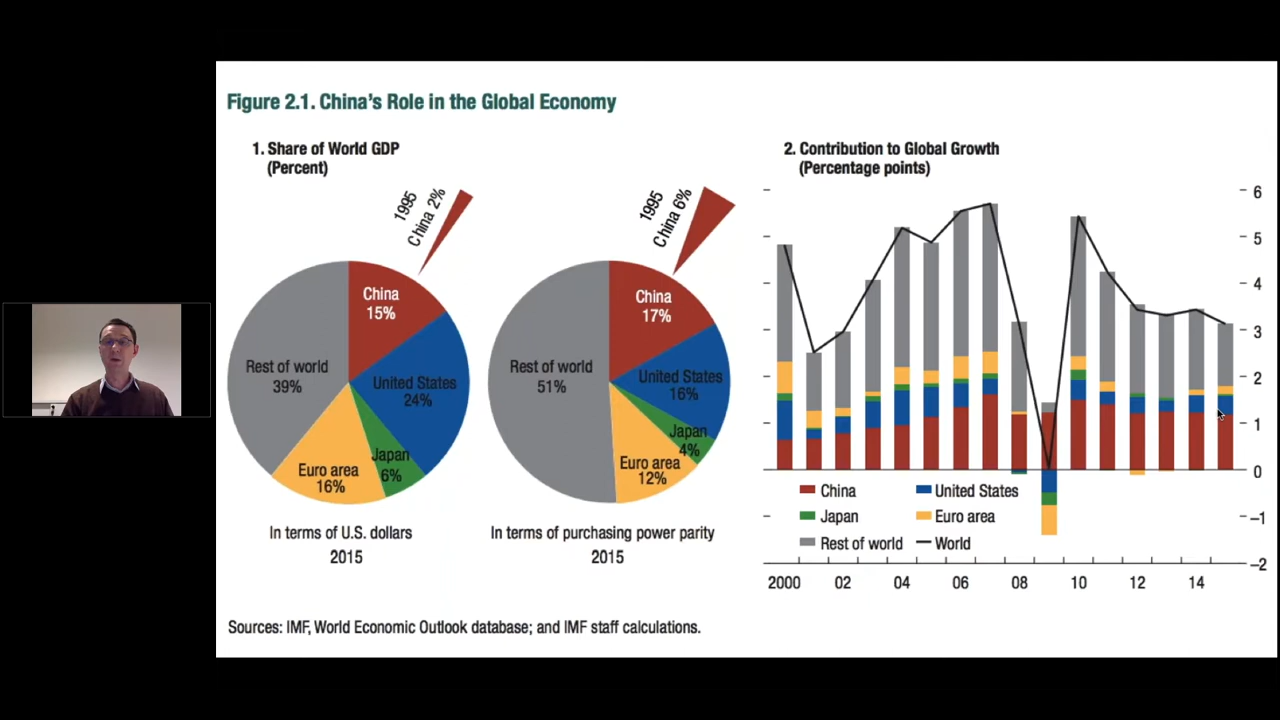 Figure 2.1. China's Role in the Global Economy
1. Share of World GDP
(Percent)
1995
China 2%
China
15%
United States
24%
Japan
6%
Euro area
16%
Rest of world
39%
In terms of U.S. dollars
2015
1995
China 6%
China
17%
United States
16%
Japan
4%
Euro area
12%
Rest of world
51%
In terms of purchasing power parity
2015
2. Contribution to Global Growth
(Percentage points)
6
5
4
3
2
1
0
–1
–2
China
United States
Japan
Euro area
Rest of world
World
2000 02 04 06 08 10 12 14
Sources: IMF, World Economic Outlook database; and IMF staff calculations.